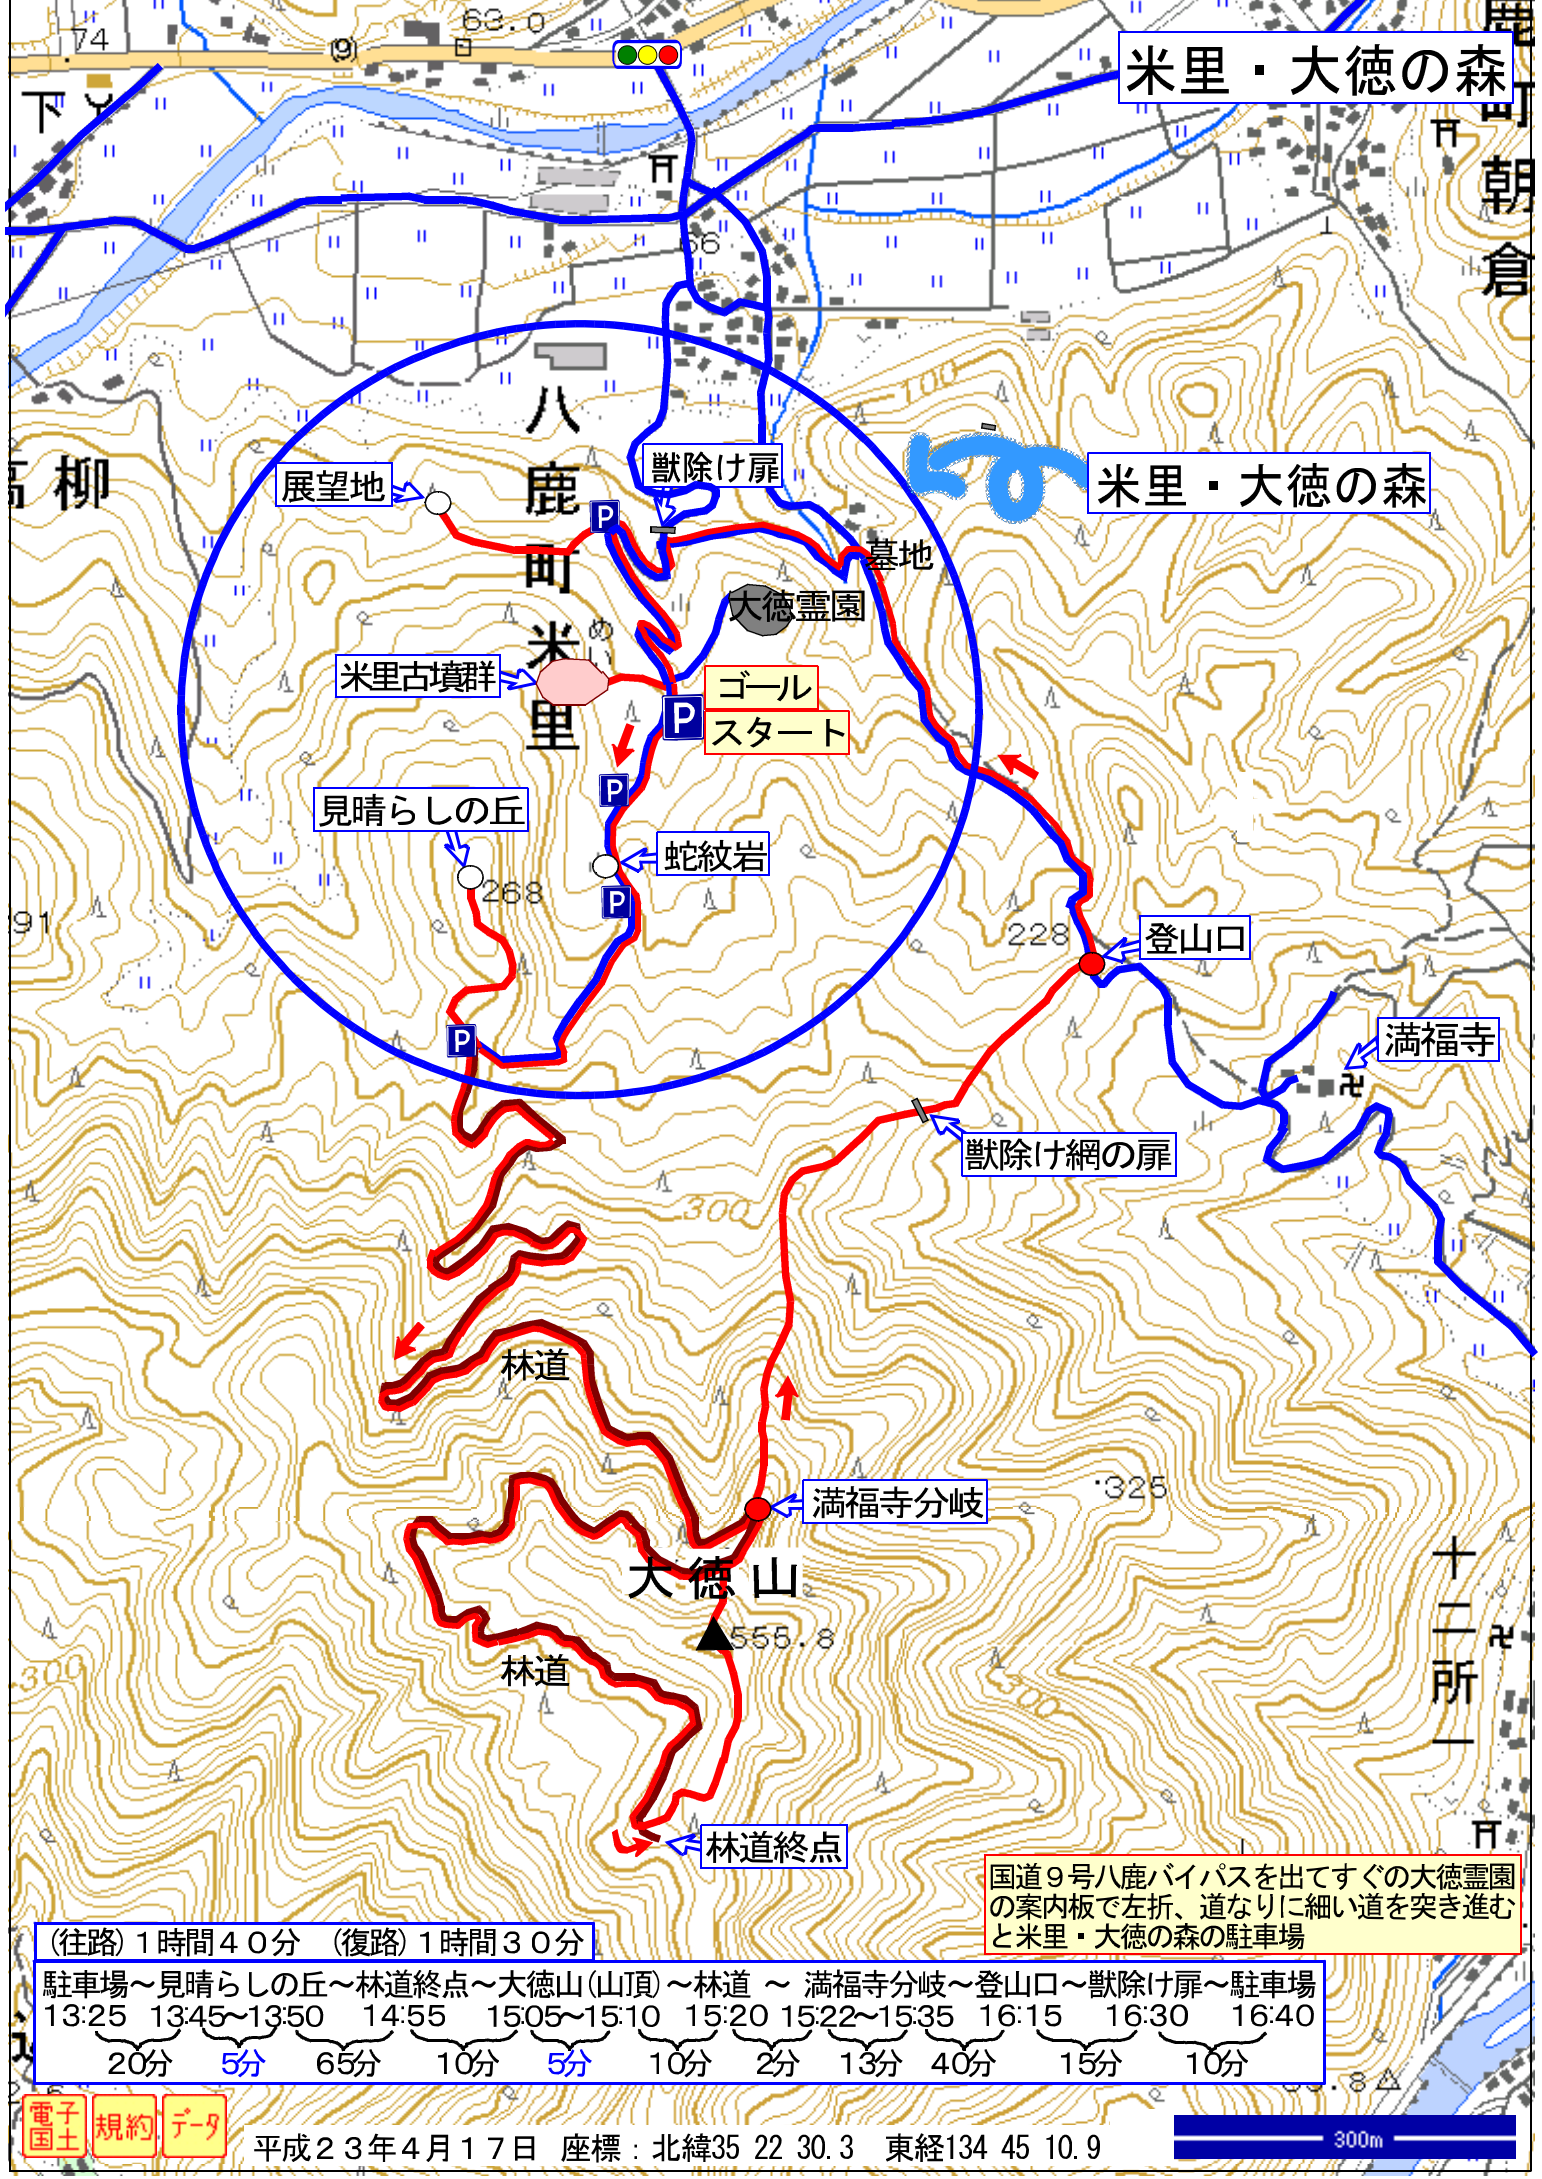 74
(9)
63.0
米里・大徳の森
下
鹿町朝倉
66
100
八鹿町米里
めい
高柳
展望地
獣除け扉
米里・大徳の森
P
墓地
大徳霊園
米里古墳群
ゴール
P
スタート
P
見晴らしの丘
蛇紋岩
268
P
91
228
登山口
P
満福寺
獣除け網の扉
300
林道
325
満福寺分岐
大徳山
555.8
林道
300
300
十二所一
林道終点
国道9号八鹿バイパスを出てすぐの大徳霊園
の案内板で左折、道なりに細い道を突き進む
と米里・大徳の森の駐車場
(往路)1時間40分 (復路)1時間30分
駐車場～見晴らしの丘～林道終点～大徳山(山頂)～林道 ～ 満福寺分岐～登山口～獣除け扉～駐車場
13:25 13:45～13:50 14:55 15:05～15:10 15:20 15:22～15:35 16:15 16:30 16:40
20分 5分 65分 10分 5分 10分 2分 13分 40分 15分 10分
電子国土
規約
データ
平成23年4月17日 座標：北緯35 22 30.3 東経134 45 10.9
300m